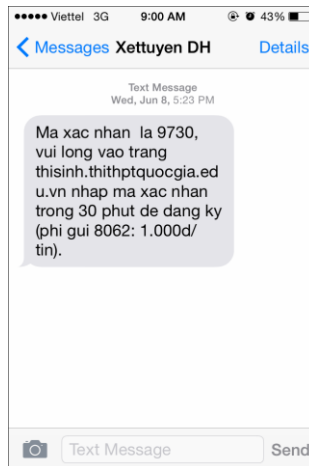 Viettel 3G 9:00 AM 43%
Messages Xettuyen DH Details
Text Message
Wed, Jun 8, 5:23 PM
Ma xac nhan la 9730,
vui long vao trang
thisinh.thithptquocgia.ed
u.vn nhap ma xac nhan
trong 30 phut de dang ky
(phi gui 8062: 1.000d/
tin).
Text Message Send